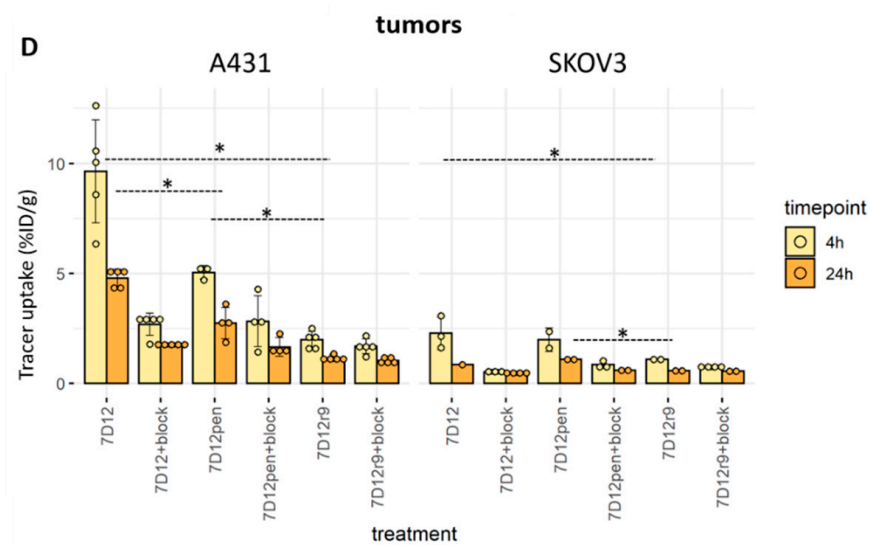 tumors
D
A431
SKOV3
*
*
*
*
*
Tracer uptake (%ID/g)
10
5
0
7D12
7D12+block
7D12pen
7D12pen+block
7D12r9
7D12r9+block
7D12
7D12+block
7D12pen
7D12pen+block
7D12r9
7D12r9+block
treatment
timepoint
4h
24h